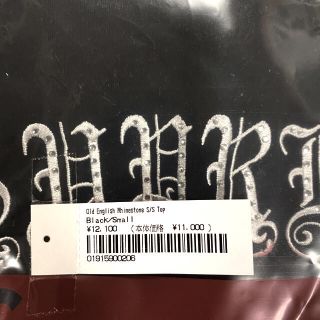 Old English Rhinestone S/S Top
Black/Small
¥12,100 (本体価格 ¥11,000)
01915900206